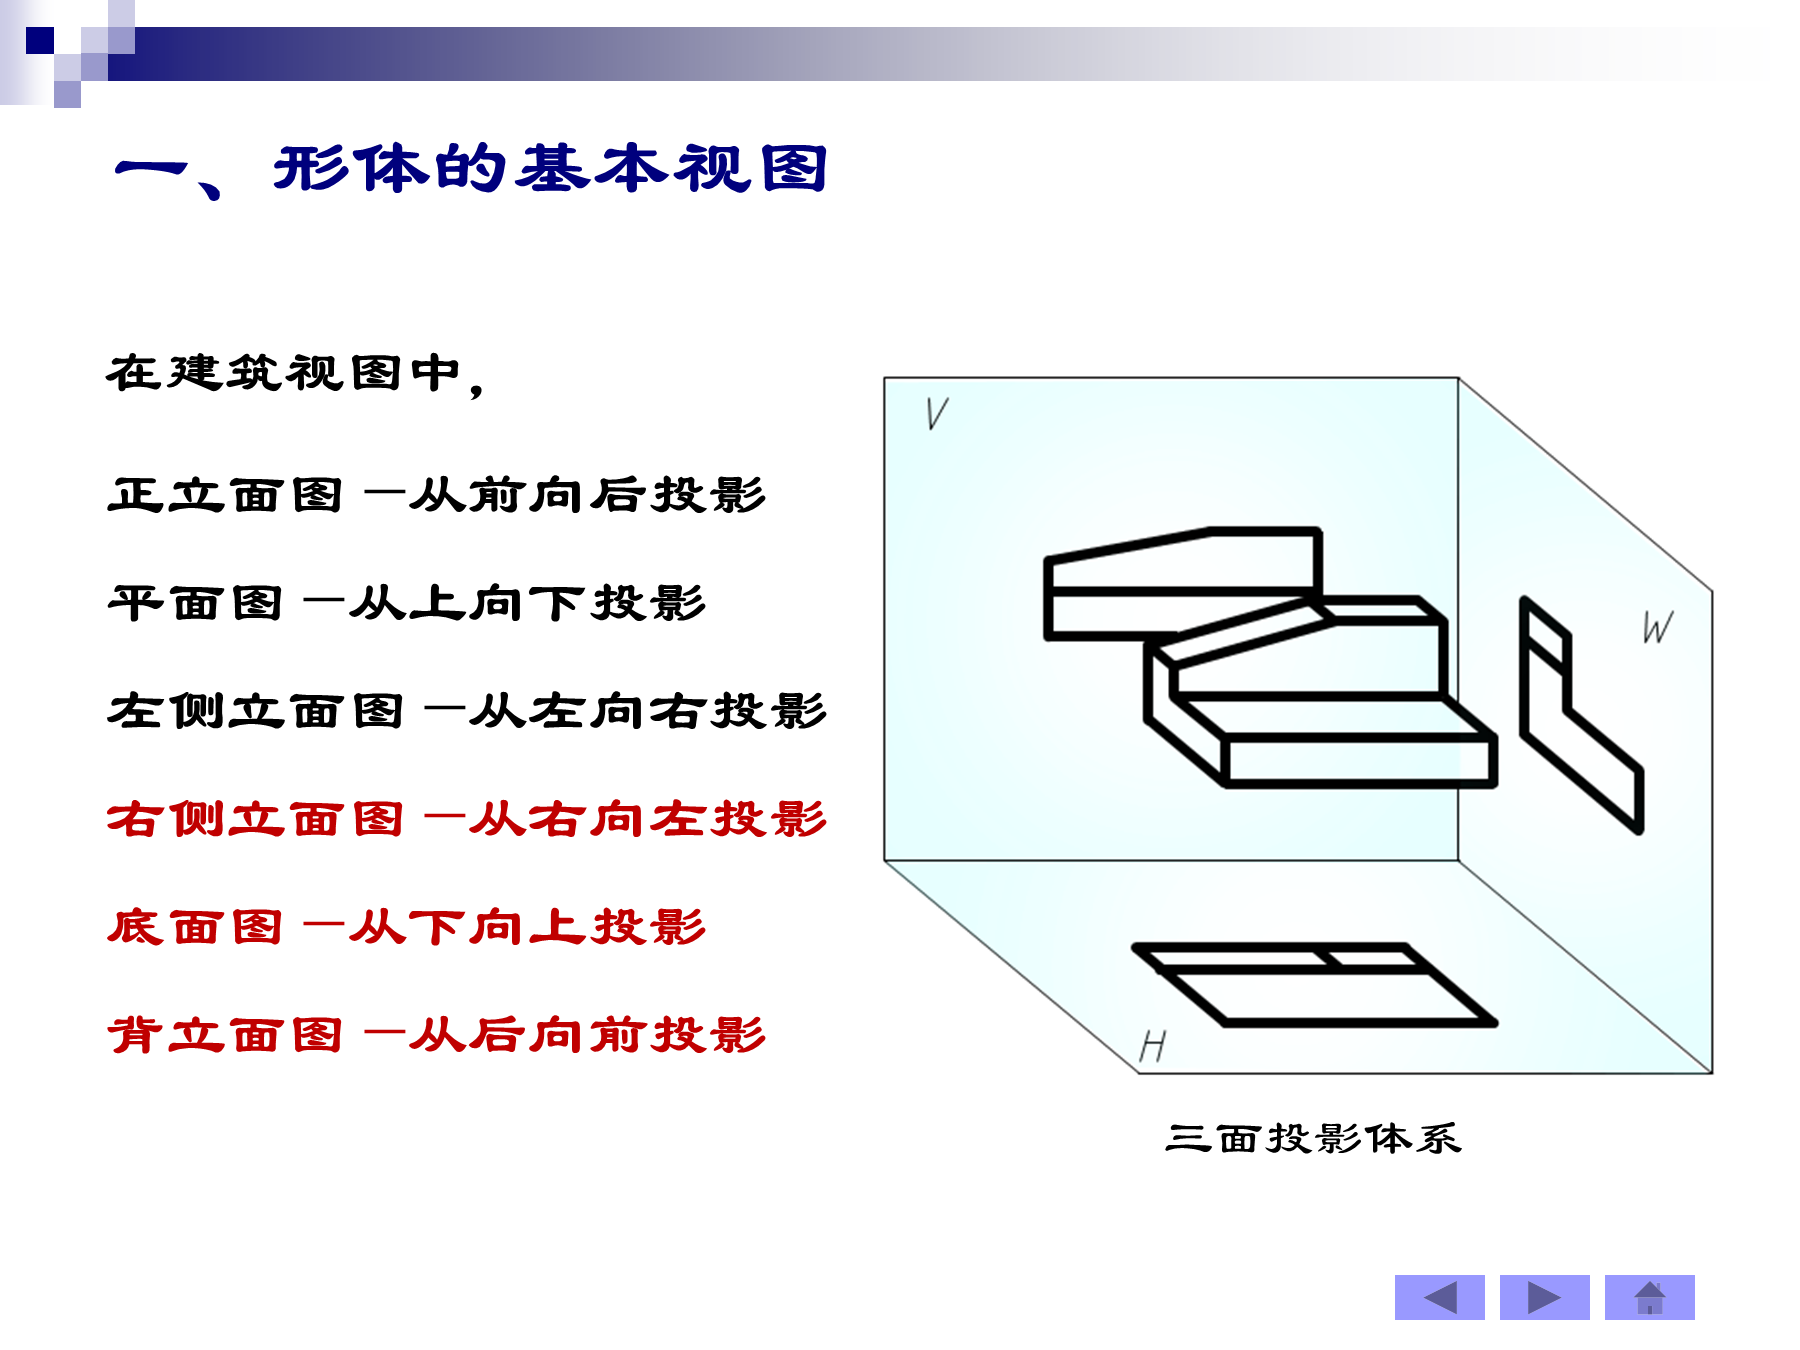 一、形体的基本视图
在建筑视图中，
正立面图 —从前向后投影
平面图 —从上向下投影
左侧立面图 —从左向右投影
右侧立面图 —从右向左投影
底面图 —从下向上投影
背立面图 —从后向前投影
V
W
H
三面投影体系